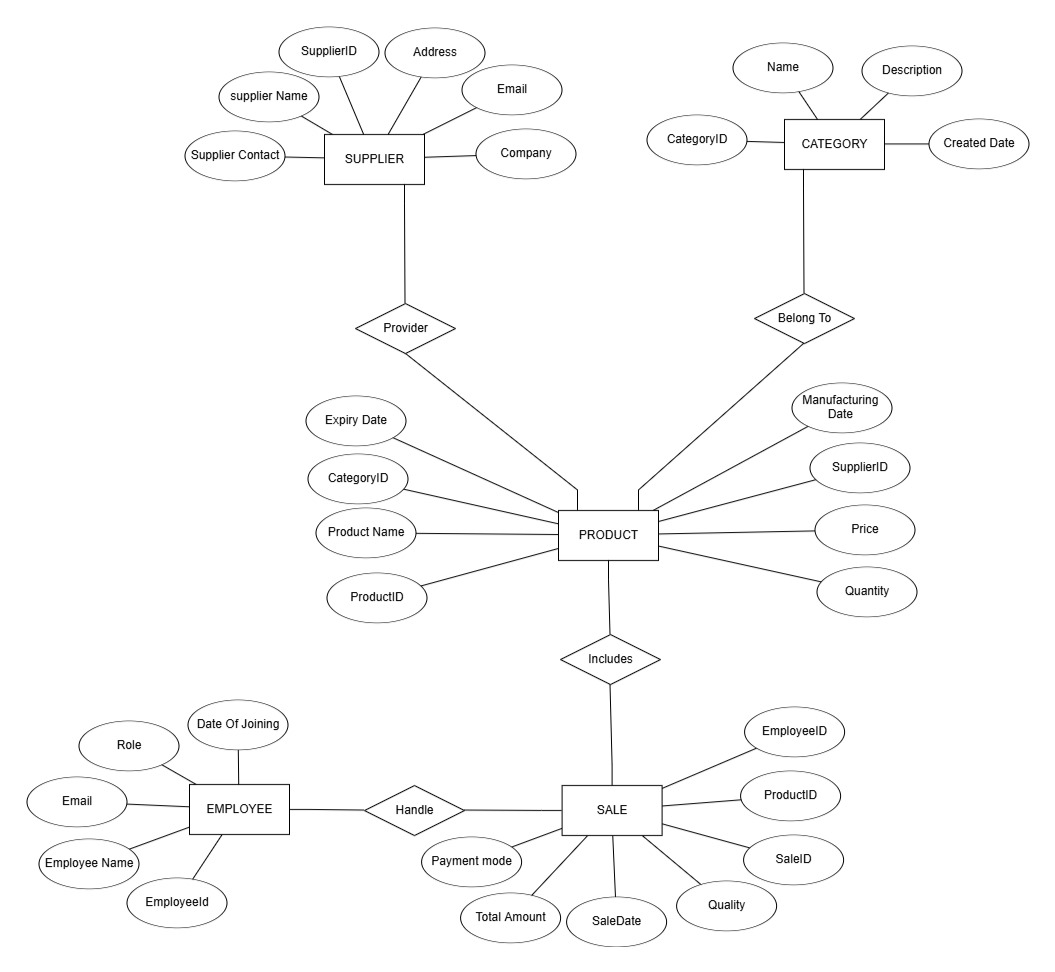 SupplierID
Address
Name
Description
Email
supplier Name
CategoryID
CATEGORY
Created Date
Supplier Contact
SUPPLIER
Company
Provider
Belong To
Manufacturing
Date
Expiry Date
SupplierID
CategoryID
Product Name
PRODUCT
Price
ProductID
Quantity
Includes
Date Of Joining
EmployeeID
Role
Email
ProductID
EMPLOYEE
Handle
SALE
Employee Name
Payment mode
SaleID
EmployeeId
Total Amount
SaleDate
Quality